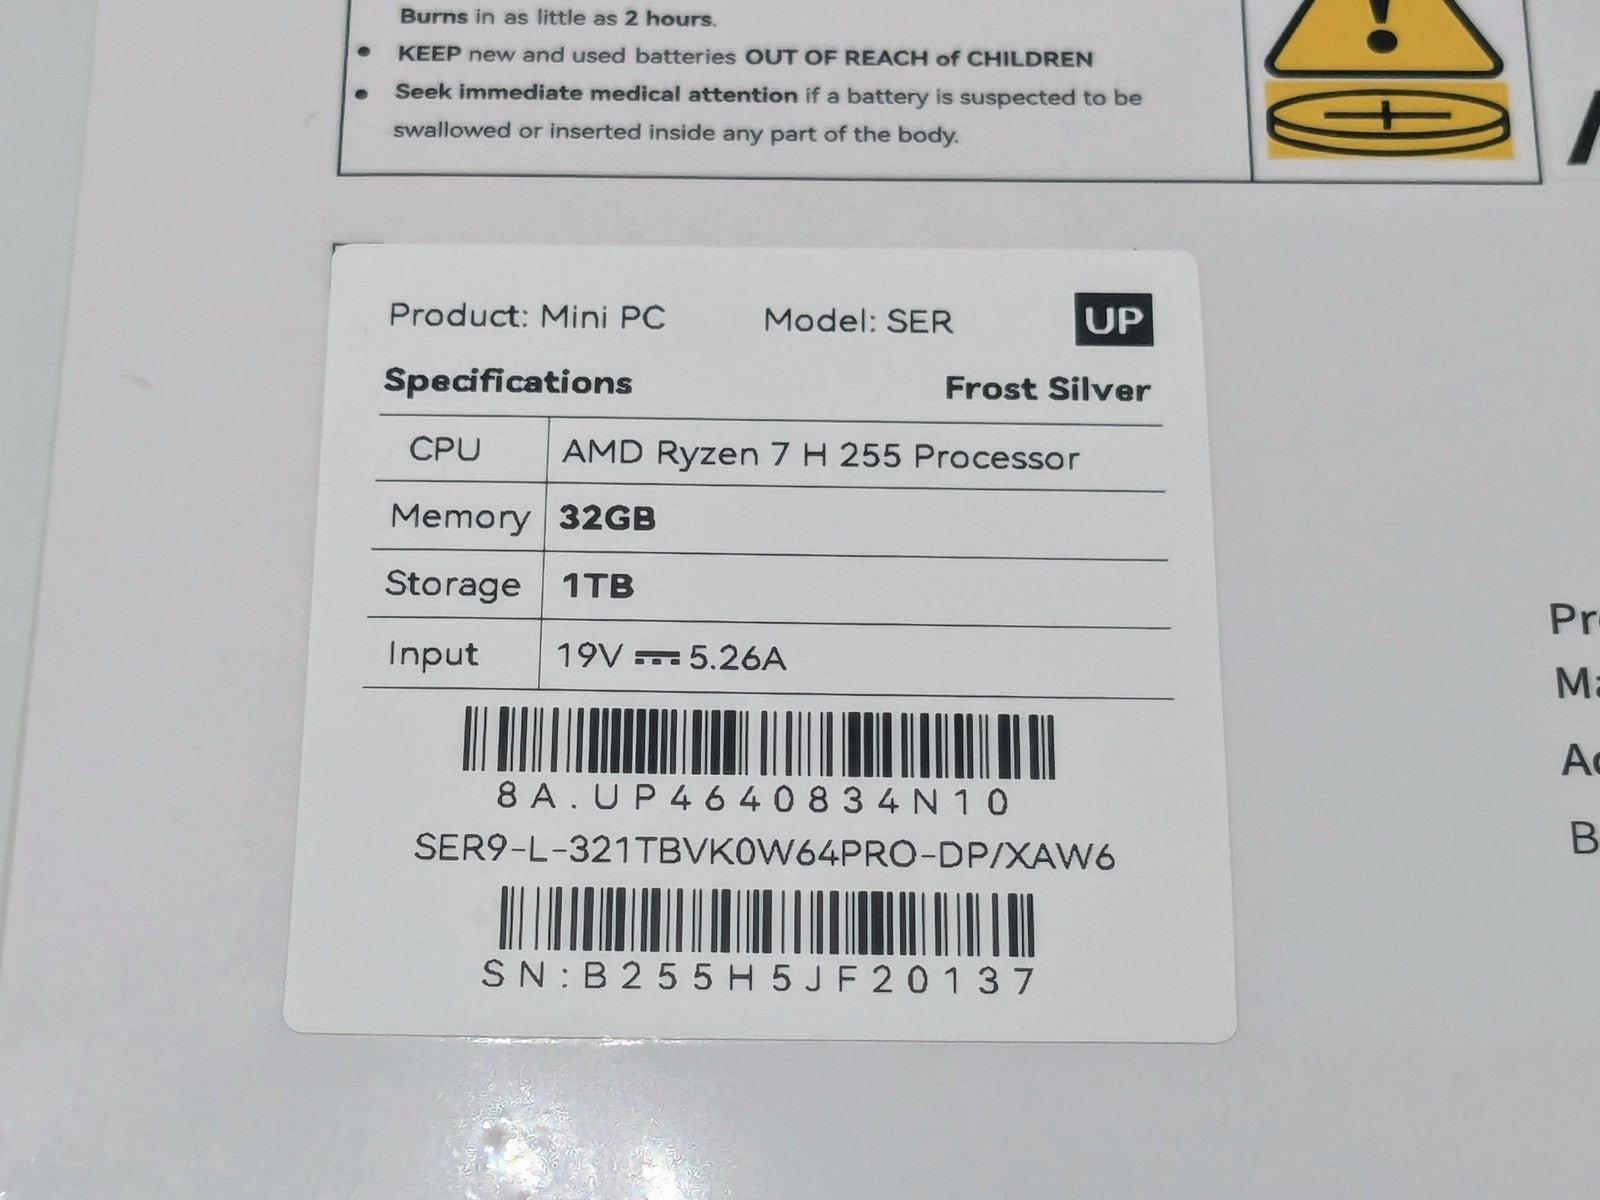 Burns in as little as 2 hours.
• KEEP new and used batteries OUT OF REACH of CHILDREN
• Seek immediate medical attention if a battery is suspected to be
swallowed or inserted inside any part of the body.
Product: Mini PC Model: SER UP
Specifications Frost Silver
CPU AMD Ryzen 7 H 255 Processor
Memory 32GB
Storage 1TB
Input 19V ⎓ 5.26A
8A.UP4640834N10
SER9-L-321TBVK0W64PRO-DP/XAW6
SN:B255H5JF20137